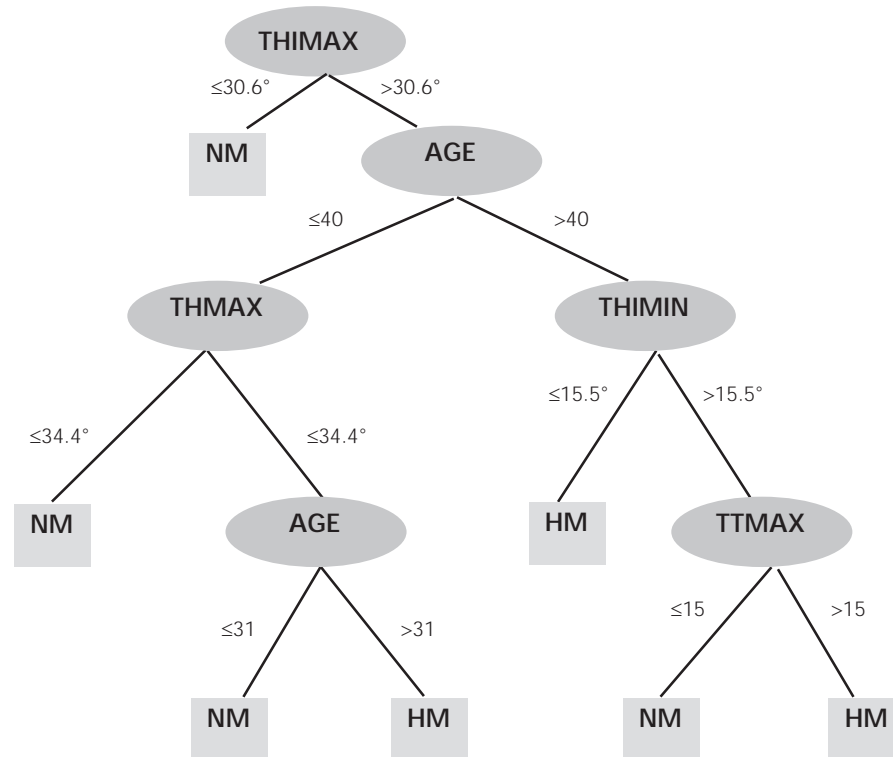 THIMAX
≤30.6° >30.6°
NM AGE
≤40 >40
THMAX THIMIN
≤15.5° >15.5°
≤34.4° ≤34.4°
NM AGE HM TTMAX
≤31 >31 ≤15 >15
NM HM NM HM